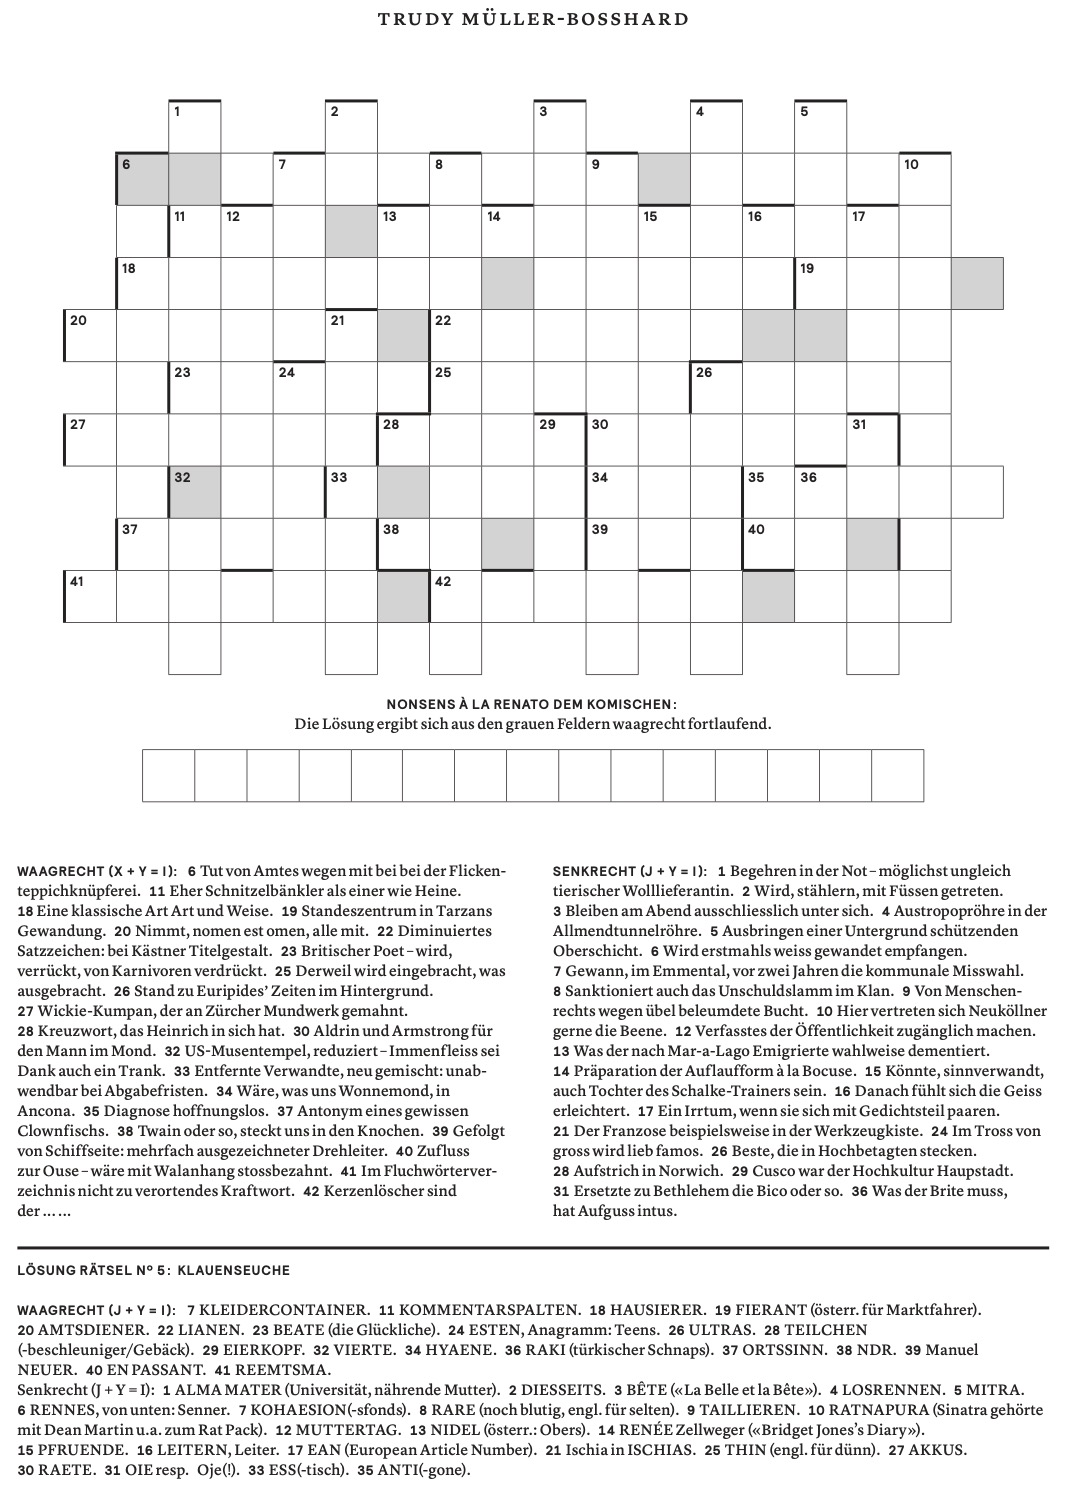 TRUDY MÜLLER-BOSSHARD
1 2 3 4 5
6 7 8 9 10
11 12 13 14 15 16 17
18 19
20 21 22
23 24 25 26
27 28 29 30 31
32 33 34 35 36
37 38 39 40
41 42
NONSENS À LA RENATO DEM KOMISCHEN:
Die Lösung ergibt sich aus den grauen Feldern waagrecht fortlaufend.
WAAGRECHT (X + Y = I): 6 Tut von Amtes wegen mit bei bei der Flicken-
teppichknüpferei. 11 Eher Schnitzelbänkler als einer wie Heine.
18 Eine klassische Art Art und Weise. 19 Standeszentrum in Tarzans
Gewandung. 20 Nimmt, nomen est omen, alle mit. 22 Diminuiertes
Satzzeichen: bei Kästner Titelgestalt. 23 Britischer Poet – wird,
verrückt, von Karnivoren verdrückt. 25 Derweil wird eingebracht, was
ausgebracht. 26 Stand zu Euripides’ Zeiten im Hintergrund.
27 Wickie-Kumpan, der an Zürcher Mundwerk gemahnt.
28 Kreuzwort, das Heinrich in sich hat. 30 Aldrin und Armstrong für
den Mann im Mond. 32 US-Musentempel, reduziert – Immenfleiss sei
Dank auch ein Trank. 33 Entfernte Verwandte, neu gemischt: unab-
wendbar bei Abgabefristen. 34 Wäre, was uns Wonnemond, in
Ancona. 35 Diagnose hoffnungslos. 37 Antonym eines gewissen
Clownfischs. 38 Twain oder so, steckt uns in den Knochen. 39 Gefolgt
von Schiffseite: mehrfach ausgezeichneter Drehleiter. 40 Zufluss
zur Ouse – wäre mit Walanhang stossbezahnt. 41 Im Fluchwörterver-
zeichnis nicht zu verortendes Kraftwort. 42 Kerzenlöscher sind
der ... ...
SENKRECHT (J + Y = I): 1 Begehren in der Not – möglichst ungleich
tierischer Wolllieferantin. 2 Wird, stählern, mit Füssen getreten.
3 Bleiben am Abend ausschliesslich unter sich. 4 Austropopröhre in der
Allmendtunnelröhre. 5 Ausbringen einer Untergrund schützenden
Oberschicht. 6 Wird erstmahls weiss gewandet empfangen.
7 Gewann, im Emmental, vor zwei Jahren die kommunale Misswahl.
8 Sanktioniert auch das Unschuldslamm im Klan. 9 Von Menschen-
rechts wegen übel beleumdete Bucht. 10 Hier vertreten sich Neuköllner
gerne die Beene. 12 Verfasstes der Öffentlichkeit zugänglich machen.
13 Was der nach Mar-a-Lago Emigrierte wahlweise dementiert.
14 Präparation der Auflaufform à la Bocuse. 15 Könnte, sinnverwandt,
auch Tochter des Schalke-Trainers sein. 16 Danach fühlt sich die Geiss
erleichtert. 17 Ein Irrtum, wenn sie sich mit Gedichtsteil paaren.
21 Der Franzose beispielsweise in der Werkzeugkiste. 24 Im Tross von
gross wird lieb famos. 26 Beste, die in Hochbetagten stecken.
28 Aufstrich in Norwich. 29 Cusco war der Hochkultur Haupstadt.
31 Ersetzte zu Bethlehem die Bico oder so. 36 Was der Brite muss,
hat Aufguss intus.
LÖSUNG RÄTSEL Nº 5: KLAUENSEUCHE
WAAGRECHT (J + Y = I): 7 KLEIDERCONTAINER. 11 KOMMENTARSPALTEN. 18 HAUSIERER. 19 FIERANT (österr. für Marktfahrer).
20 AMTSDIENER. 22 LIANEN. 23 BEATE (die Glückliche). 24 ESTEN, Anagramm: Teens. 26 ULTRAS. 28 TEILCHEN
(-beschleuniger/Gebäck). 29 EIERKOPF. 32 VIERTE. 34 HYAENE. 36 RAKI (türkischer Schnaps). 37 ORTSSINN. 38 NDR. 39 Manuel
NEUER. 40 EN PASSANT. 41 REEMTSMA.
Senkrecht (J + Y = I): 1 ALMA MATER (Universität, nährende Mutter). 2 DIESSEITS. 3 BÊTE («La Belle et la Bête»). 4 LOSRENNEN. 5 MITRA.
6 RENNES, von unten: Senner. 7 KOHAESION(-sfonds). 8 RARE (noch blutig, engl. für selten). 9 TAILLIEREN. 10 RATNAPURA (Sinatra gehörte
mit Dean Martin u.a. zum Rat Pack). 12 MUTTERTAG. 13 NIDEL (österr.: Obers). 14 RENÉE Zellweger («Bridget Jones’s Diary»).
15 PFRUENDE. 16 LEITERN, Leiter. 17 EAN (European Article Number). 21 Ischia in ISCHIAS. 25 THIN (engl. für dünn). 27 AKKUS.
30 RAETE. 31 OIE resp. Oje(!). 33 ESS(-tisch). 35 ANTI(-gone).